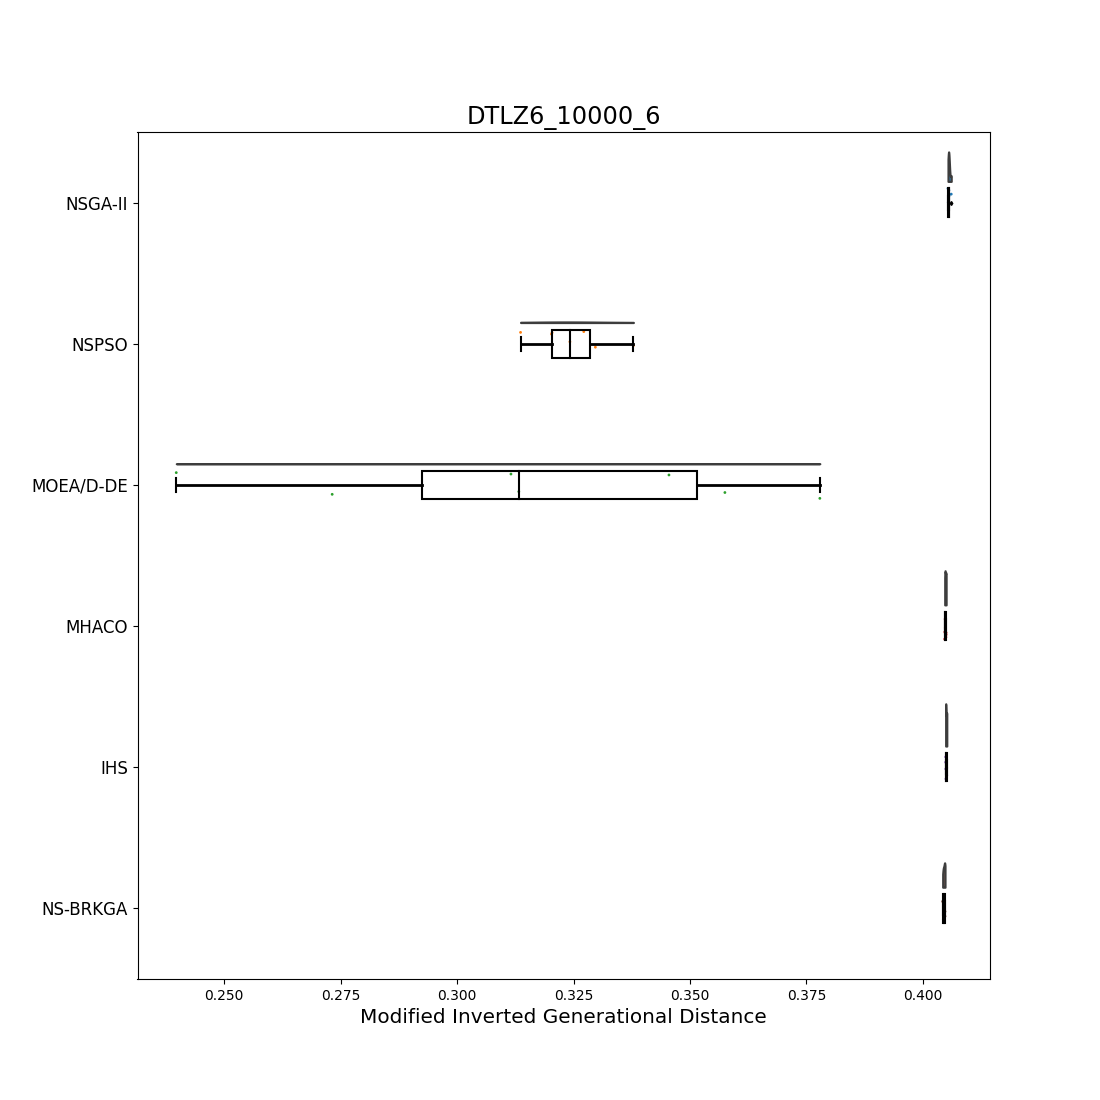 DTLZ6_10000_6
NSGA-II
NSPSO
MOEA/D-DE
MHACO
IHS
NS-BRKGA
0.250 0.275 0.300 0.325 0.350 0.375 0.400
Modified Inverted Generational Distance